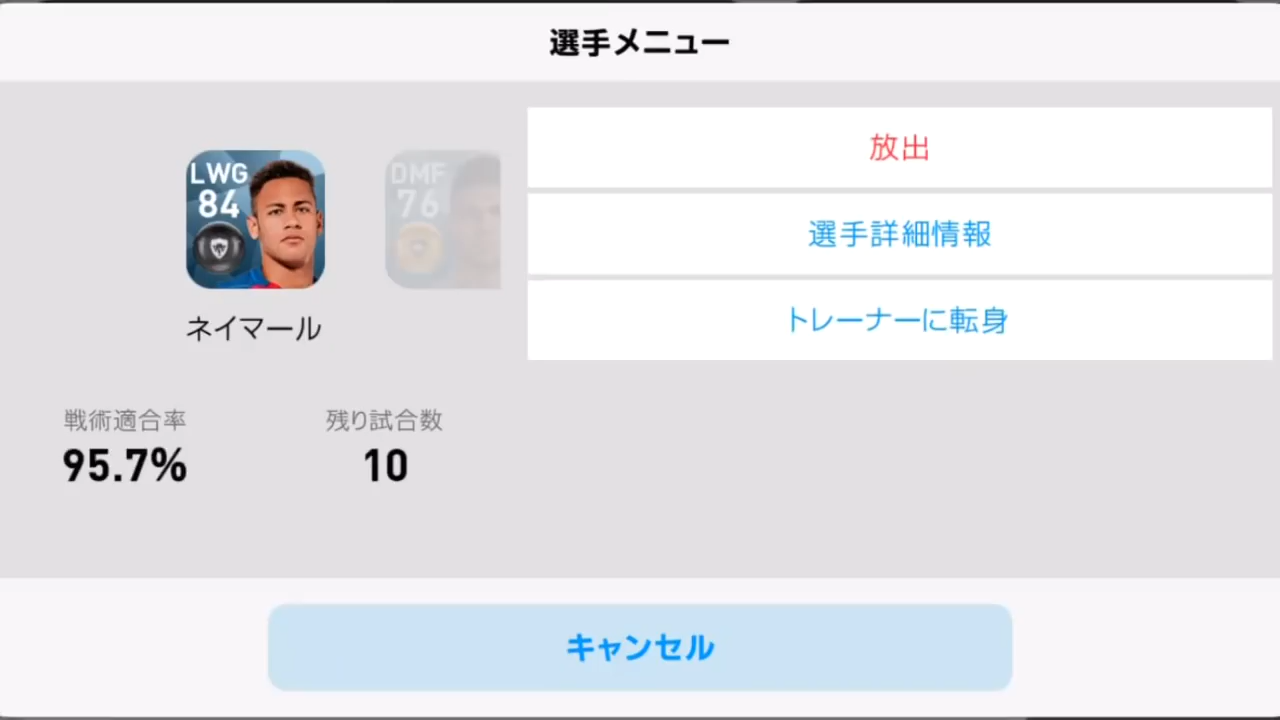 選手メニュー
LWG
84
DMF
76
ネイマール
戦術適合率
95.7%
残り試合数
10
放出
選手詳細情報
トレーナーに転身
キャンセル